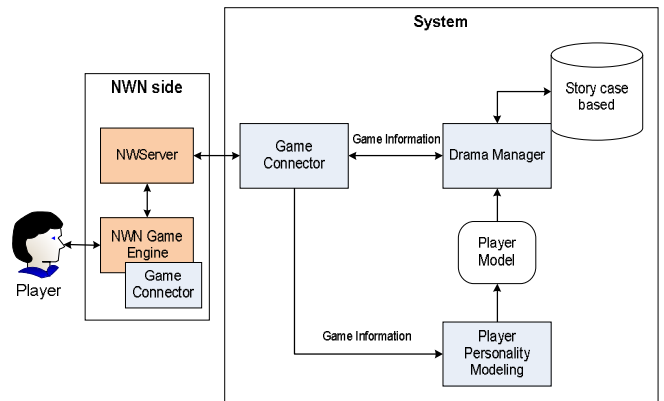 System
NWN side
Story case
based
NWServer
Game
Connector
Game Information
Drama Manager
NWN Game
Engine
Game
Connector
Player
Player
Model
Game Information
Player
Personality
Modeling